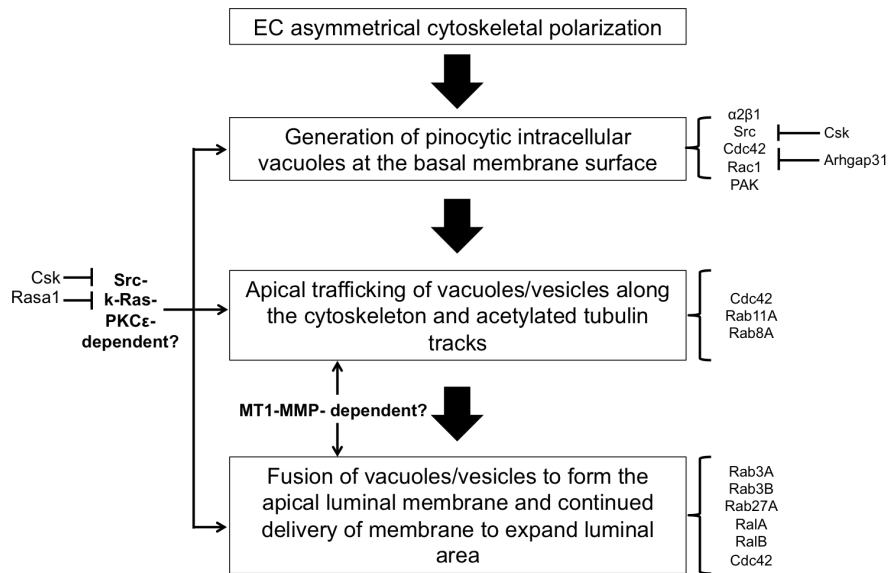 EC asymmetrical cytoskeletal polarization
Generation of pinocytic intracellular
vacuoles at the basal membrane surface
α2β1
Src
Cdc42
Rac1
PAK
Csk
Arhgap31
Csk
Rasa1
Src-
k-Ras-
PKCε-
dependent?
Apical trafficking of vacuoles/vesicles along
the cytoskeleton and acetylated tubulin
tracks
Cdc42
Rab11A
Rab8A
MT1-MMP- dependent?
Fusion of vacuoles/vesicles to form the
apical luminal membrane and continued
delivery of membrane to expand luminal
area
Rab3A
Rab3B
Rab27A
RalA
RalB
Cdc42